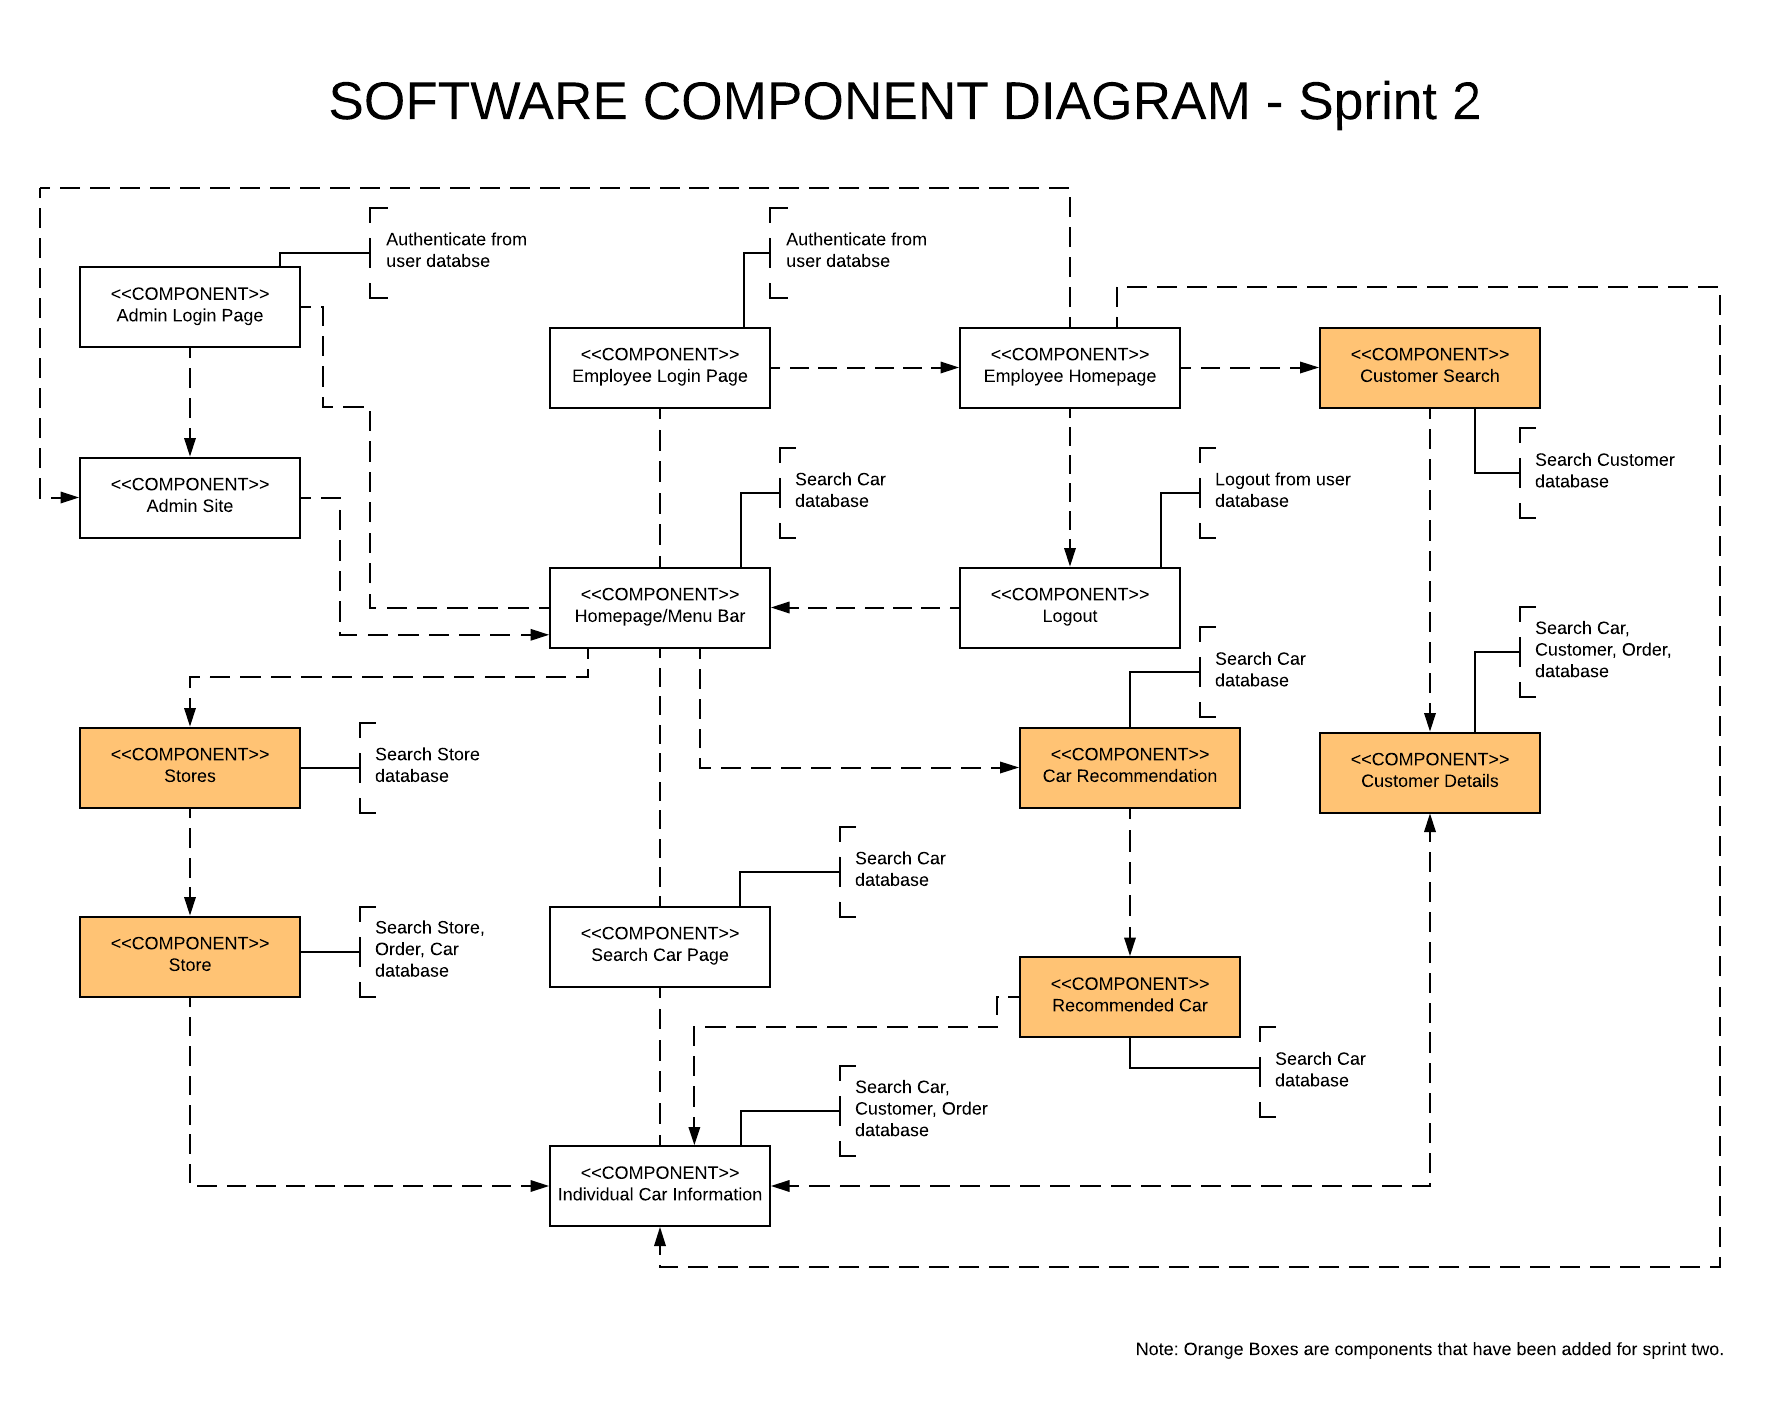 SOFTWARE COMPONENT DIAGRAM - Sprint 2
Authenticate from
user databse
Authenticate from
user databse
<<COMPONENT>>
Admin Login Page
<<COMPONENT>>
Employee Login Page
<<COMPONENT>>
Employee Homepage
<<COMPONENT>>
Customer Search
<<COMPONENT>>
Admin Site
Search Car
database
Logout from user
database
Search Customer
database
<<COMPONENT>>
Homepage/Menu Bar
<<COMPONENT>>
Logout
Search Car
database
Search Car,
Customer, Order,
database
<<COMPONENT>>
Stores
Search Store
database
<<COMPONENT>>
Car Recommendation
<<COMPONENT>>
Customer Details
Search Car
database
<<COMPONENT>>
Store
Search Store,
Order, Car
database
<<COMPONENT>>
Search Car Page
<<COMPONENT>>
Recommended Car
Search Car
database
Search Car,
Customer, Order
database
<<COMPONENT>>
Individual Car Information
Note: Orange Boxes are components that have been added for sprint two.